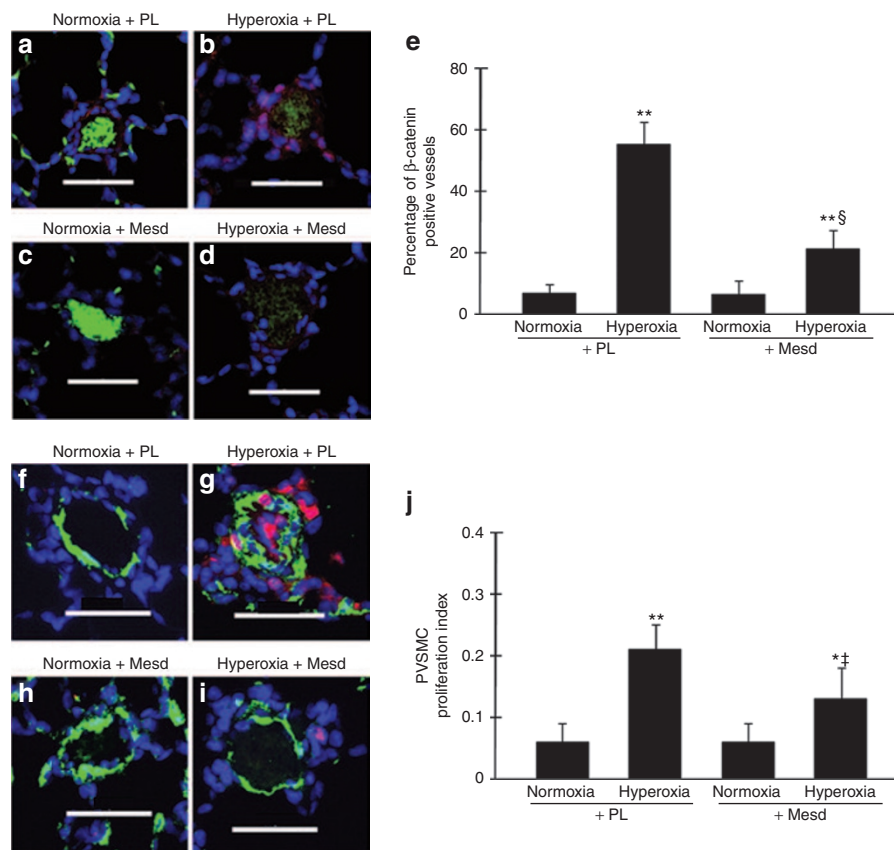 Normoxia + PL
Hyperoxia + PL
a
b
Normoxia + Mesd
Hyperoxia + Mesd
c
d
e
Percentage of β-catenin
positive vessels
80
60
40
20
0
**
**§
Normoxia
Hyperoxia
Normoxia
Hyperoxia
+ PL
+ Mesd
Normoxia + PL
Hyperoxia + PL
f
g
Normoxia + Mesd
Hyperoxia + Mesd
h
i
j
PVSMC
proliferation index
0.4
0.3
0.2
0.1
0
**
*‡
Normoxia
Hyperoxia
Normoxia
Hyperoxia
+ PL
+ Mesd